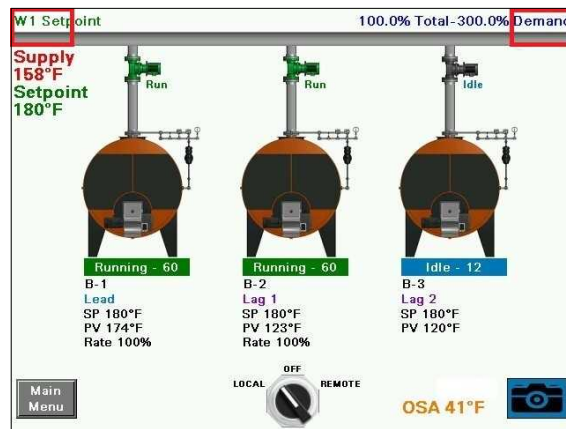 W1 Setpoint
100.0% Total-300.0% Demand
Supply
158°F
Setpoint
180°F
Run
Run
Idle
Running - 60
Running - 60
Idle - 12
B-1
Lead
SP 180°F
PV 174°F
Rate 100%
B-2
Lag 1
SP 180°F
PV 123°F
Rate 100%
B-3
Lag 2
SP 180°F
PV 120°F
OFF
LOCAL
REMOTE
Main
Menu
OSA 41°F